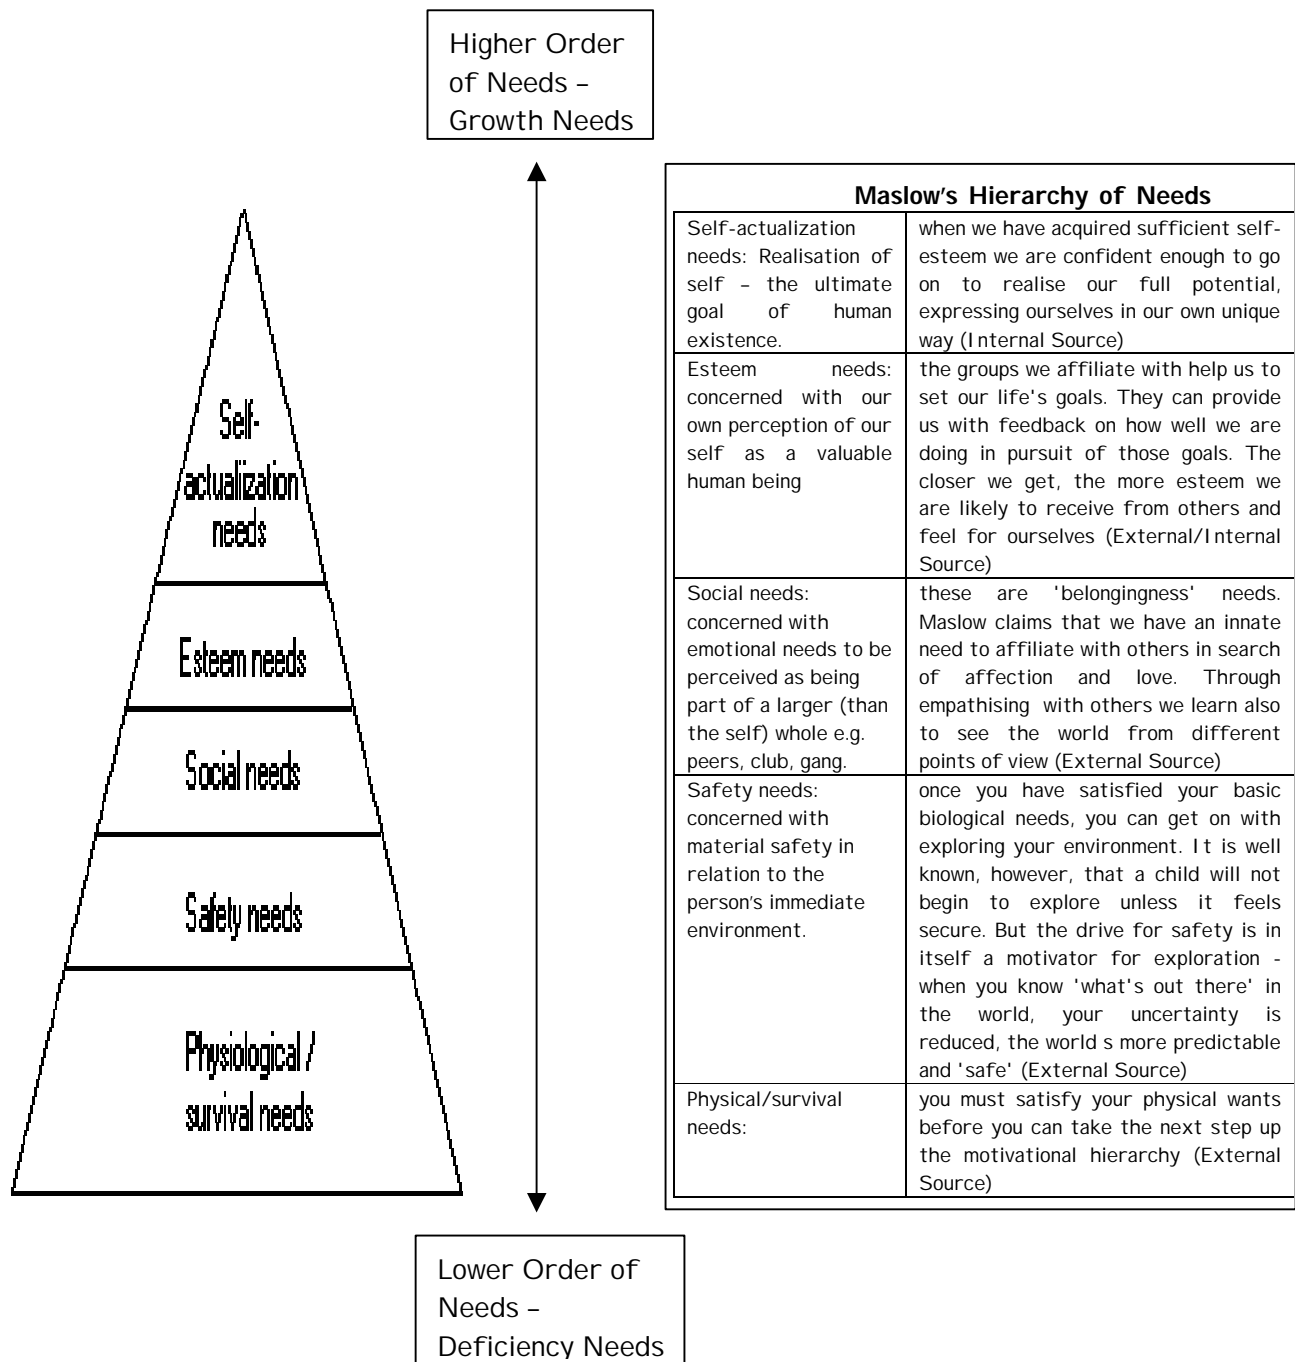 Higher Order
of Needs –
Growth Needs
Self-
actualization
needs
Esteem needs
Social needs
Safety needs
Physiological /
survival needs
Maslow's Hierarchy of Needs
Self-actualization
needs: Realisation of
self – the ultimate
goal of human
existence.
when we have acquired sufficient self-
esteem we are confident enough to go
on to realise our full potential,
expressing ourselves in our own unique
way (Internal Source)
Esteem needs:
concerned with our
own perception of our
self as a valuable
human being
the groups we affiliate with help us to
set our life's goals. They can provide
us with feedback on how well we are
doing in pursuit of those goals. The
closer we get, the more esteem we
are likely to receive from others and
feel for ourselves (External/Internal
Source)
Social needs:
concerned with
emotional needs to be
perceived as being
part of a larger (than
the self) whole e.g.
peers, club, gang.
these are 'belongingness' needs.
Maslow claims that we have an innate
need to affiliate with others in search
of affection and love. Through
empathising with others we learn also
to see the world from different
points of view (External Source)
Safety needs:
concerned with
material safety in
relation to the
person's immediate
environment.
once you have satisfied your basic
biological needs, you can get on with
exploring your environment. It is well
known, however, that a child will not
begin to explore unless it feels
secure. But the drive for safety is in
itself a motivator for exploration -
when you know 'what's out there' in
the world, your uncertainty is
reduced, the world s more predictable
and 'safe' (External Source)
Physical/survival
needs:
you must satisfy your physical wants
before you can take the next step up
the motivational hierarchy (External
Source)
Lower Order of
Needs –
Deficiency Needs